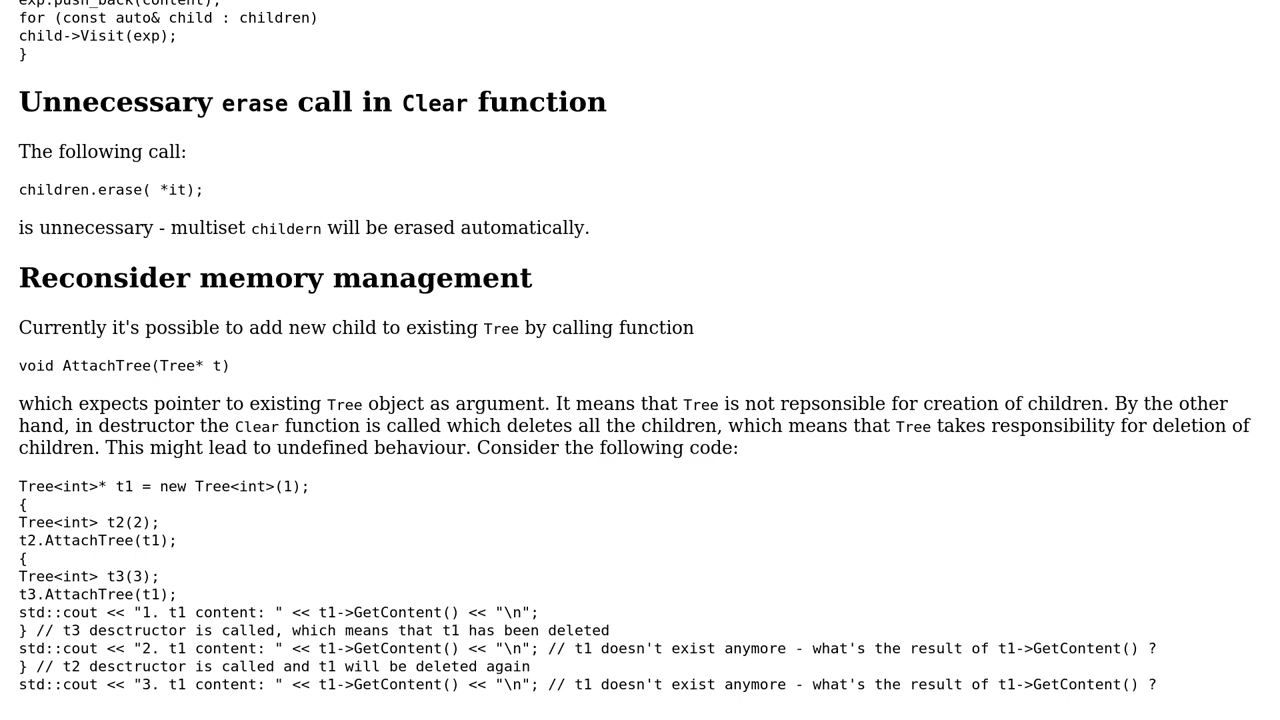 exp.push_back(content);
for (const auto& child : children)
child->Visit(exp);
}
Unnecessary erase call in Clear function
The following call:
children.erase( *it);
is unnecessary - multiset childern will be erased automatically.
Reconsider memory management
Currently it's possible to add new child to existing Tree by calling function
void AttachTree(Tree* t)
which expects pointer to existing Tree object as argument. It means that Tree is not repsonsible for creation of children. By the other
hand, in destructor the Clear function is called which deletes all the children, which means that Tree takes responsibility for deletion of
children. This might lead to undefined behaviour. Consider the following code:
Tree<int>* t1 = new Tree<int>(1);
{
Tree<int> t2(2);
t2.AttachTree(t1);
{
Tree<int> t3(3);
t3.AttachTree(t1);
std::cout << "1. t1 content: " << t1->GetContent() << "\n";
} // t3 desctructor is called, which means that t1 has been deleted
std::cout << "2. t1 content: " << t1->GetContent() << "\n"; // t1 doesn't exist anymore - what's the result of t1->GetContent() ?
} // t2 desctructor is called and t1 will be deleted again
std::cout << "3. t1 content: " << t1->GetContent() << "\n"; // t1 doesn't exist anymore - what's the result of t1->GetContent() ?